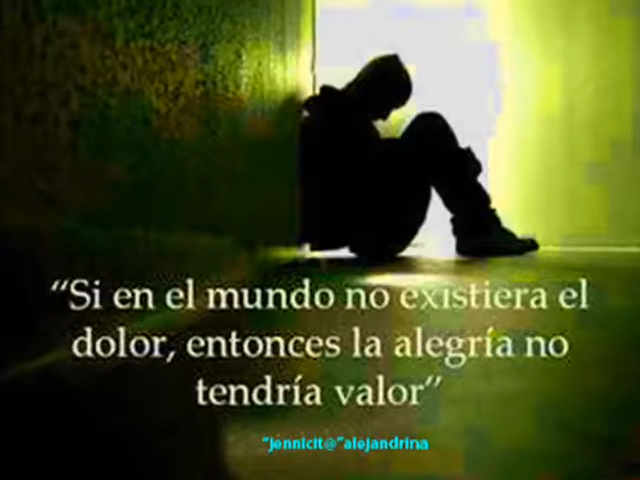 “Si en el mundo no existiera el
dolor, entonces la alegría no
tendría valor”
"jennicit@"alejandrina